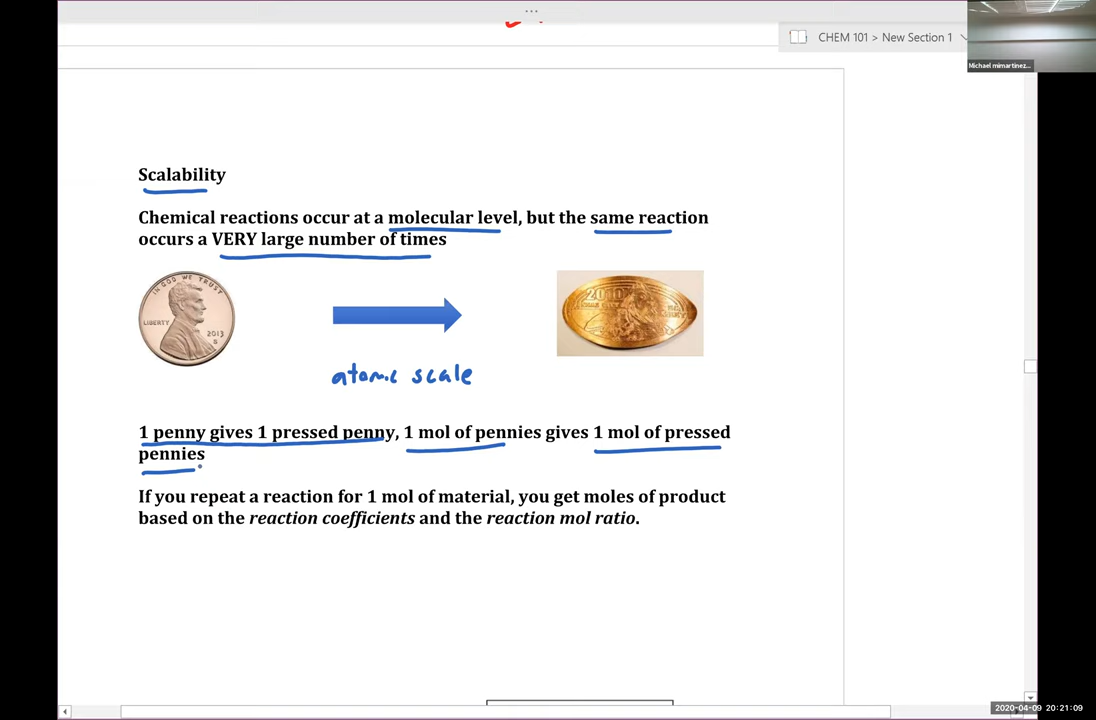 CHEM 101 > New Section 1
Michael mimartinez...
Scalability
Chemical reactions occur at a molecular level, but the same reaction
occurs a VERY large number of times
IN GOD WE TRUST
LIBERTY
2013
S
2010
atomic scale
1 penny gives 1 pressed penny, 1 mol of pennies gives 1 mol of pressed
pennies
If you repeat a reaction for 1 mol of material, you get moles of product
based on the reaction coefficients and the reaction mol ratio.
2020-04-09 20:21:09